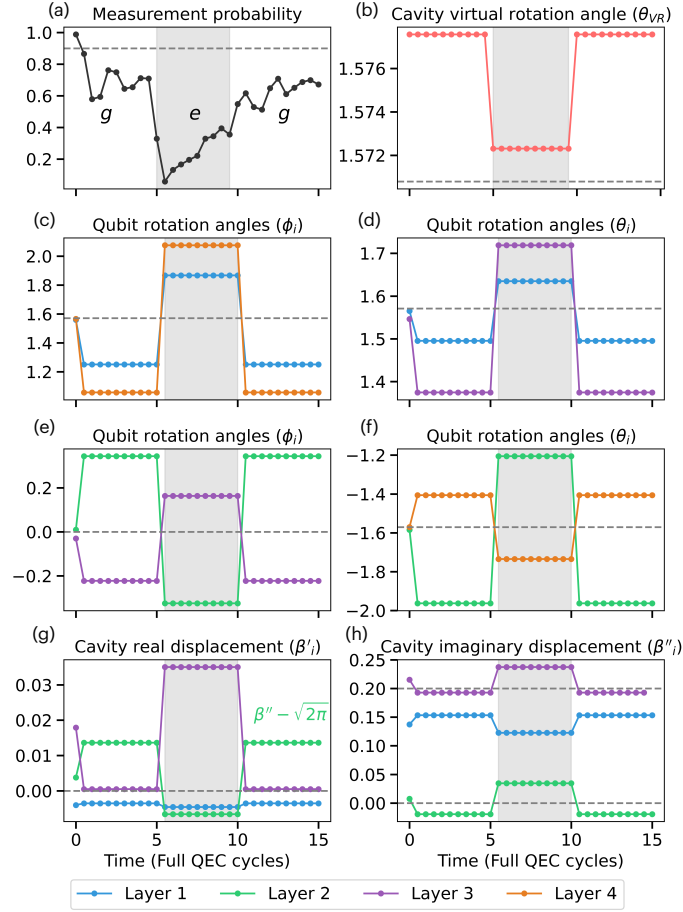 (a) Measurement probability
1.0
0.8
0.6
0.4
0.2
g
e
g
(b) Cavity virtual rotation angle (θ_VR)
1.576
1.574
1.572
(c) Qubit rotation angles (ϕ_i)
2.0
1.8
1.6
1.4
1.2
(d) Qubit rotation angles (θ_i)
1.7
1.6
1.5
1.4
(e) Qubit rotation angles (ϕ_i)
0.2
0.0
−0.2
0
5
10
15
(f) Qubit rotation angles (θ_i)
−1.2
−1.4
−1.6
−1.8
−2.0
(g) Cavity real displacement (β′_i)
0.03
0.02
0.01
0.00
β″ − √2π
0
5
10
15
Time (Full QEC cycles)
(h) Cavity imaginary displacement (β″_i)
0.25
0.20
0.15
0.10
0.05
0.00
0
5
10
15
Time (Full QEC cycles)
Layer 1
Layer 2
Layer 3
Layer 4